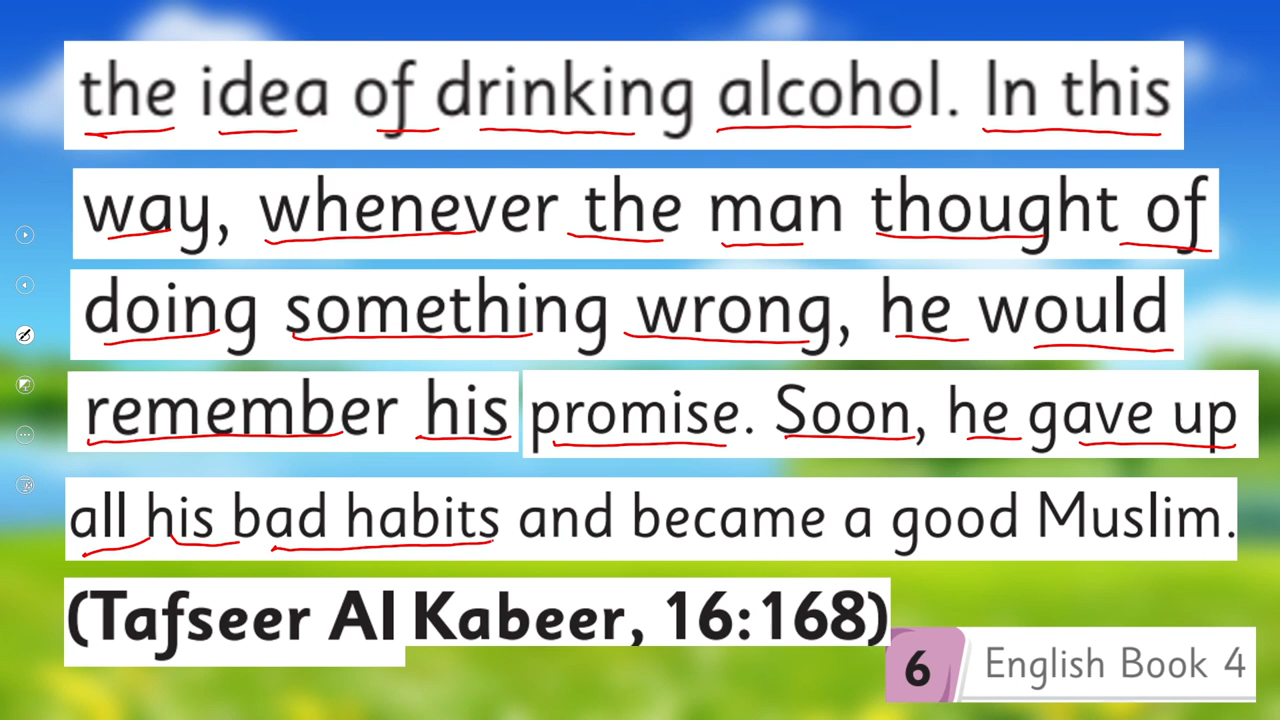 the idea of drinking alcohol. In this
way, whenever the man thought of
doing something wrong, he would
remember his promise. Soon, he gave up
all his bad habits and became a good Muslim.
(Tafseer Al Kabeer, 16:168)
6 English Book 4